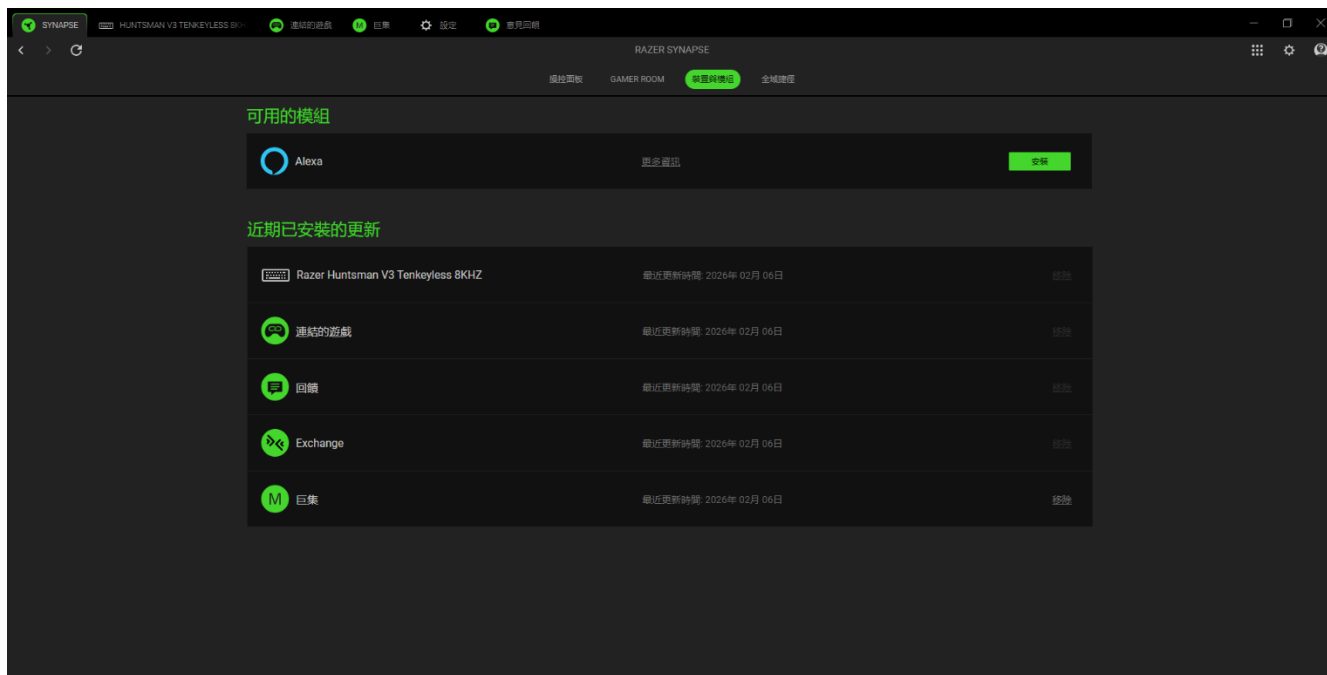 SYNAPSE
HUNTSMAN V3 TENKEYLESS 8KH
連結的遊戲
巨集
設定
意見回饋
RAZER SYNAPSE
操控面板
GAMER ROOM
裝置與模組
全域捷徑
可用的模組
Alexa
更多資訊
安裝
近期已安裝的更新
Razer Huntsman V3 Tenkeyless 8KHZ
最近更新時間: 2026年 02月 06日
移除
連結的遊戲
最近更新時間: 2026年 02月 06日
移除
回饋
最近更新時間: 2026年 02月 06日
移除
Exchange
最近更新時間: 2026年 02月 06日
移除
M
巨集
最近更新時間: 2026年 02月 06日
移除